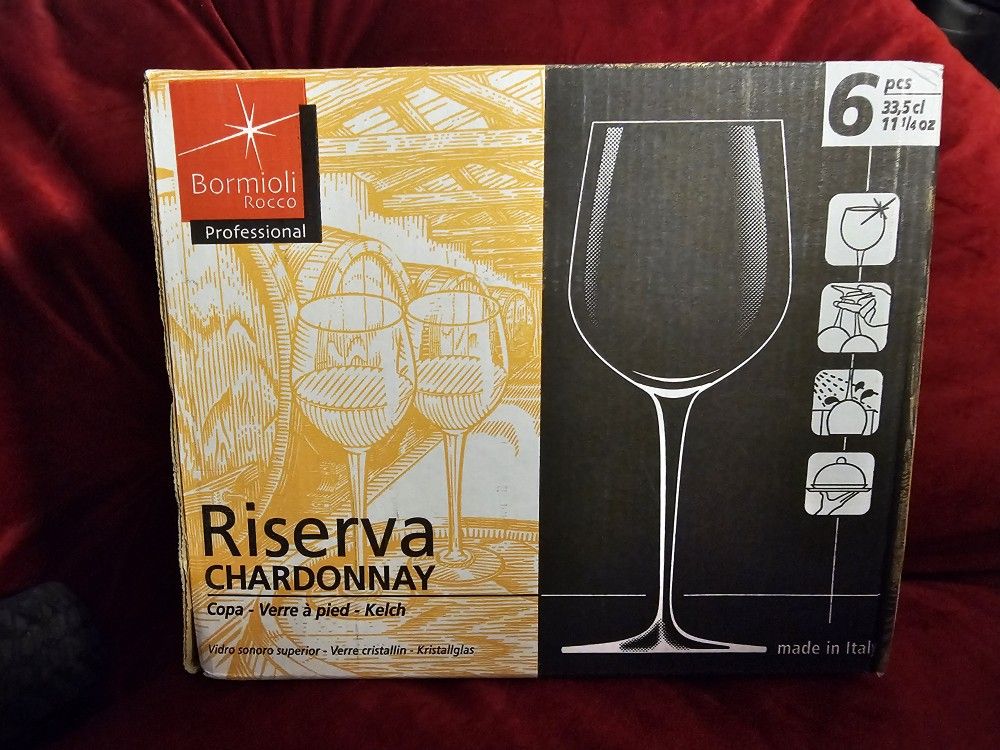 Bormioli
Rocco
Professional
6 pcs
33,5 cl
11 1/4 oz
Riserva
CHARDONNAY
Copa - Verre à pied - Kelch
Vidro sonoro superior - Verre cristallin - Kristallglas
made in Italy